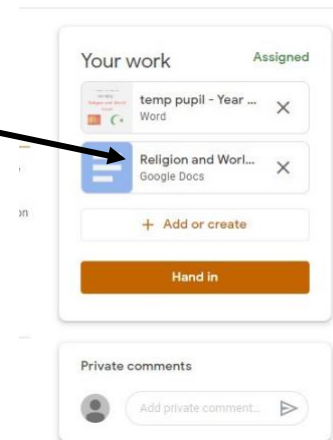 Your work Assigned
temp pupil - Year ...
Word
Religion and Worl...
Google Docs
+ Add or create
Hand in
Private comments
Add private comment...